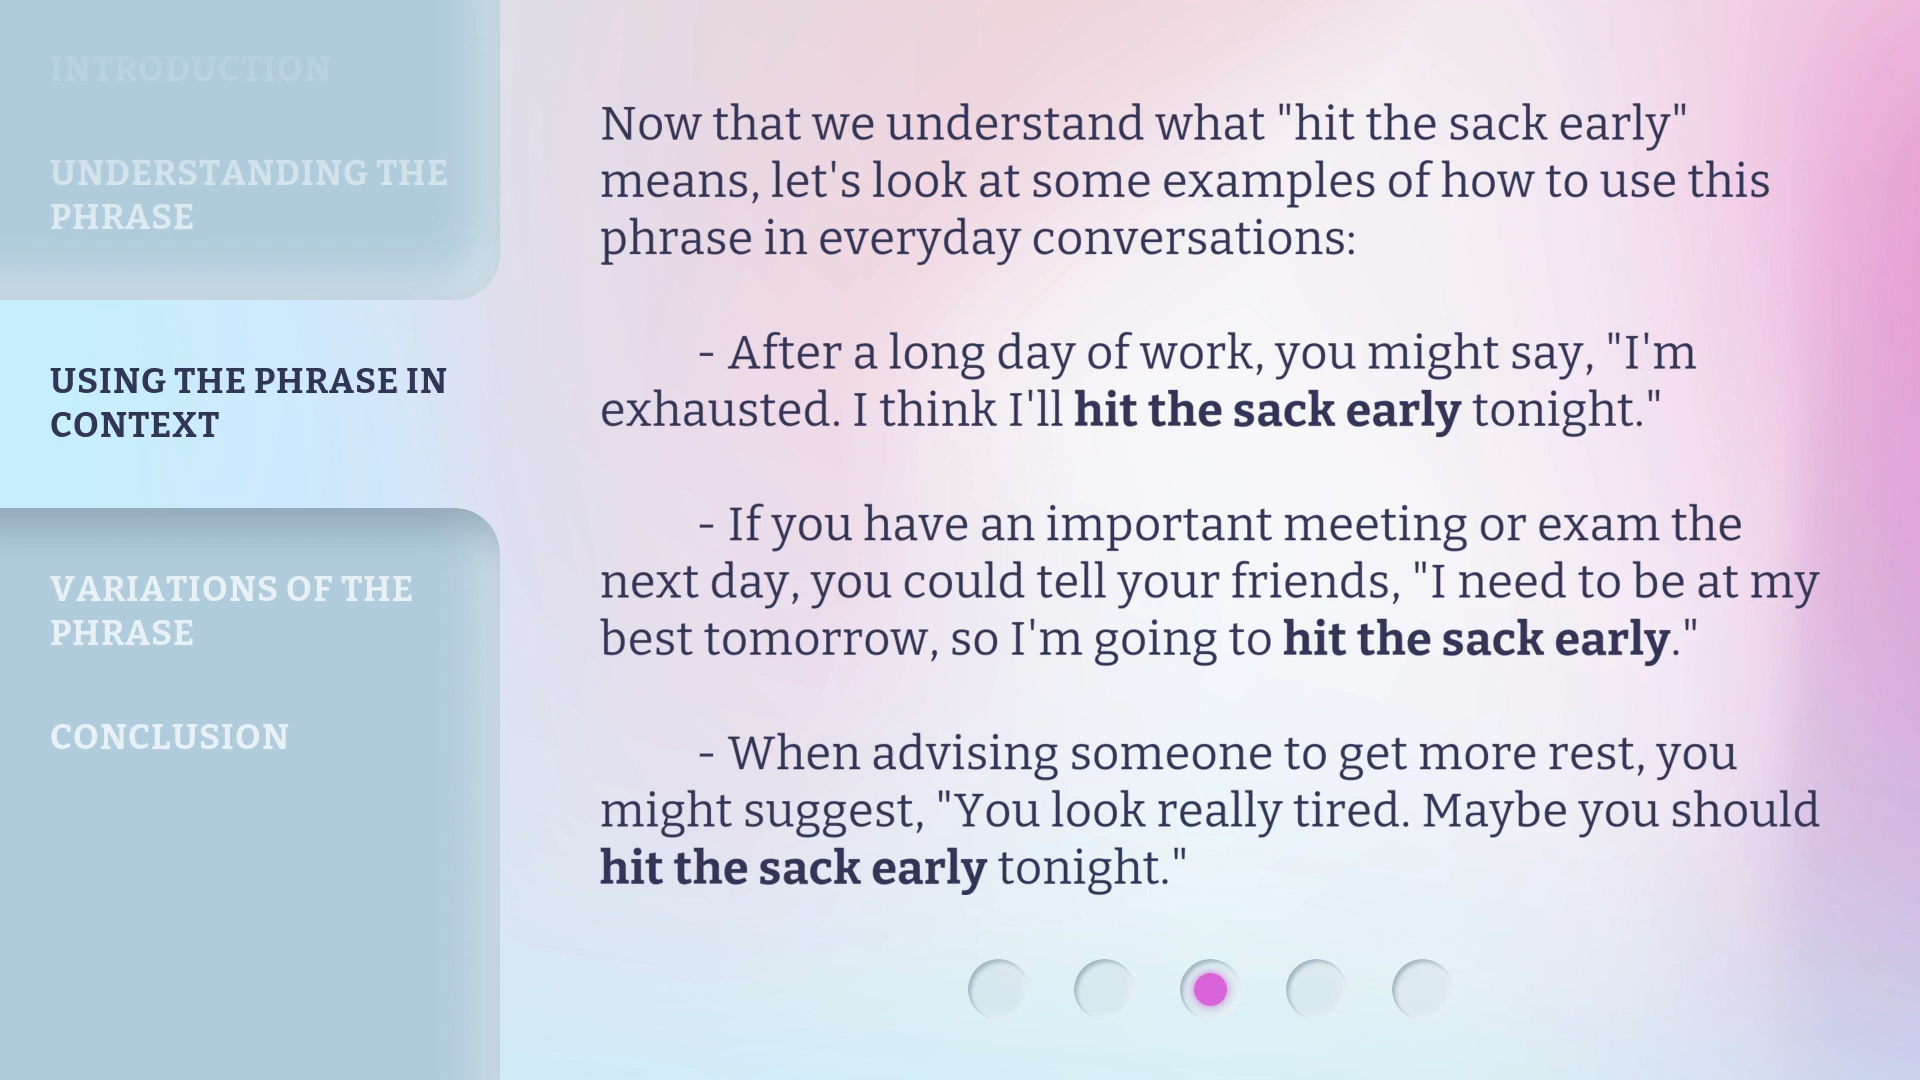 INTRODUCTION
UNDERSTANDING THE
PHRASE
USING THE PHRASE IN
CONTEXT
VARIATIONS OF THE
PHRASE
CONCLUSION
Now that we understand what "hit the sack early"
means, let's look at some examples of how to use this
phrase in everyday conversations:
- After a long day of work, you might say, "I'm
exhausted. I think I'll hit the sack early tonight."
- If you have an important meeting or exam the
next day, you could tell your friends, "I need to be at my
best tomorrow, so I'm going to hit the sack early."
- When advising someone to get more rest, you
might suggest, "You look really tired. Maybe you should
hit the sack early tonight."